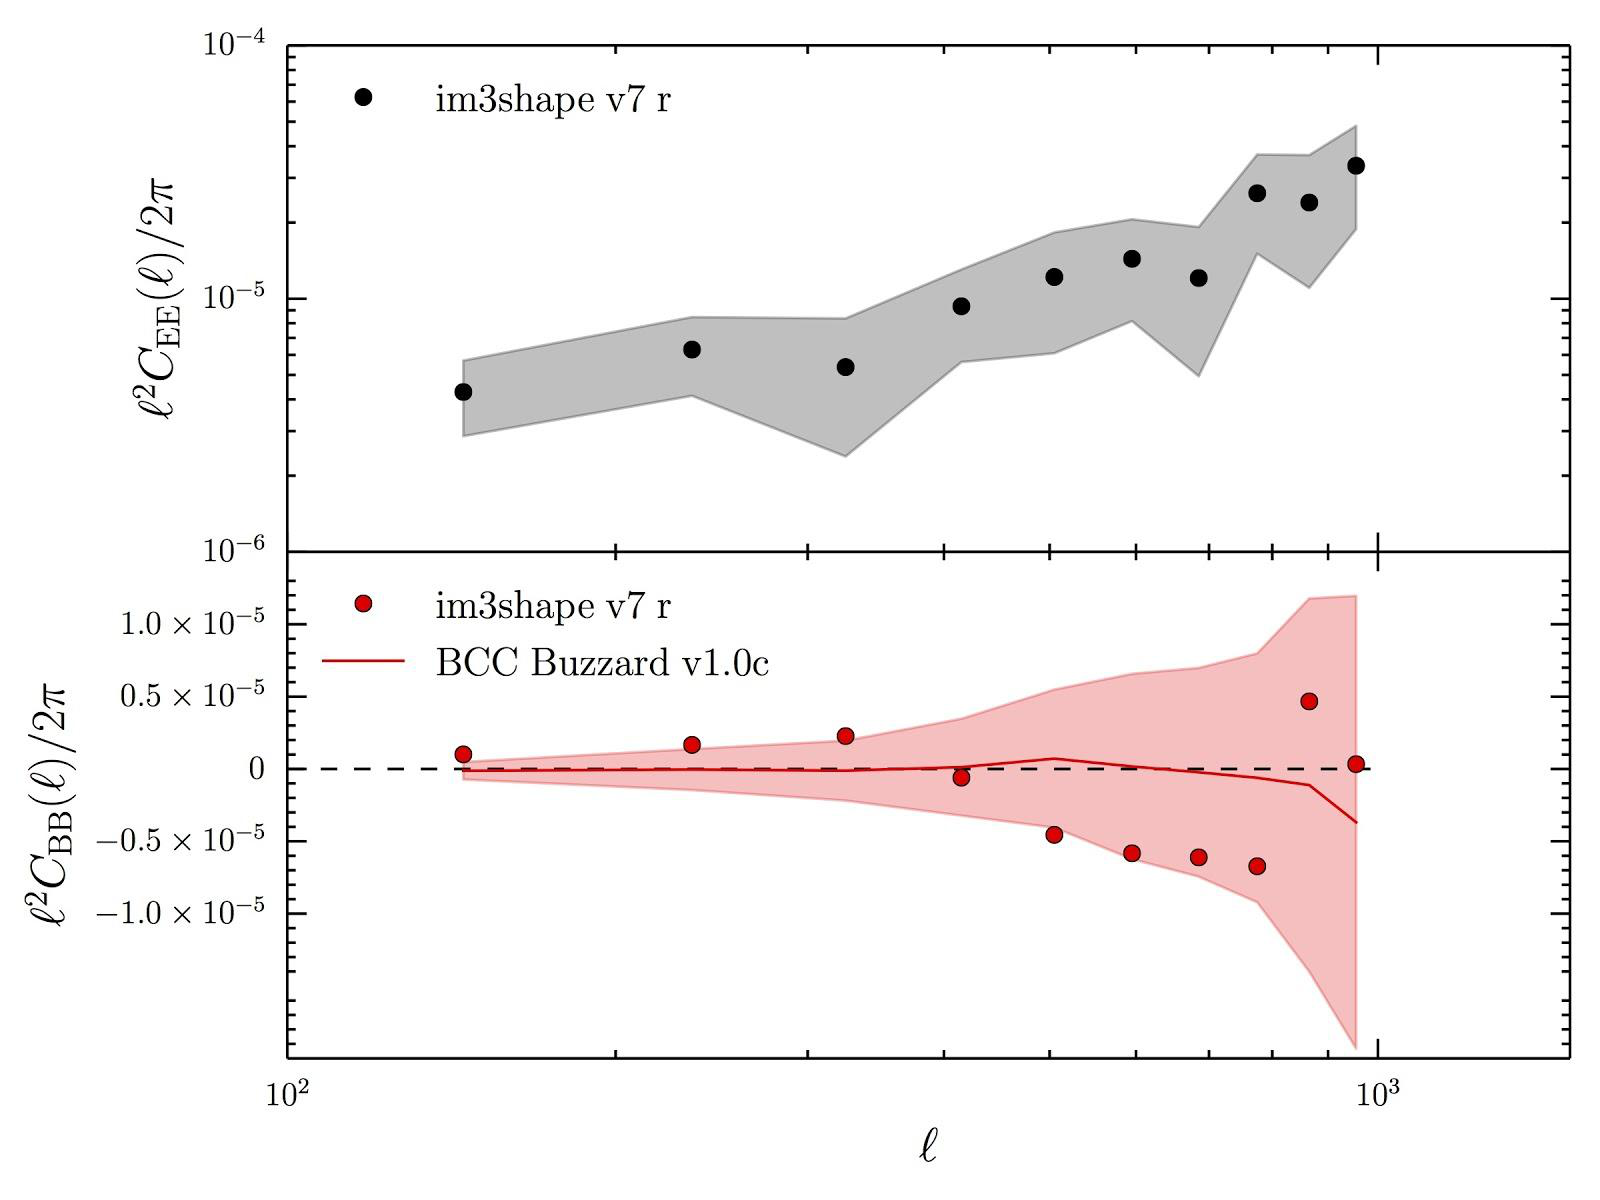 10⁻⁴
im3shape v7 r
ℓ²C_EE(ℓ)/2π
10⁻⁵
10⁻⁶
im3shape v7 r
1.0 × 10⁻⁵
BCC Buzzard v1.0c
0.5 × 10⁻⁵
ℓ²C_BB(ℓ)/2π
0
−0.5 × 10⁻⁵
−1.0 × 10⁻⁵
10²
10³
ℓ